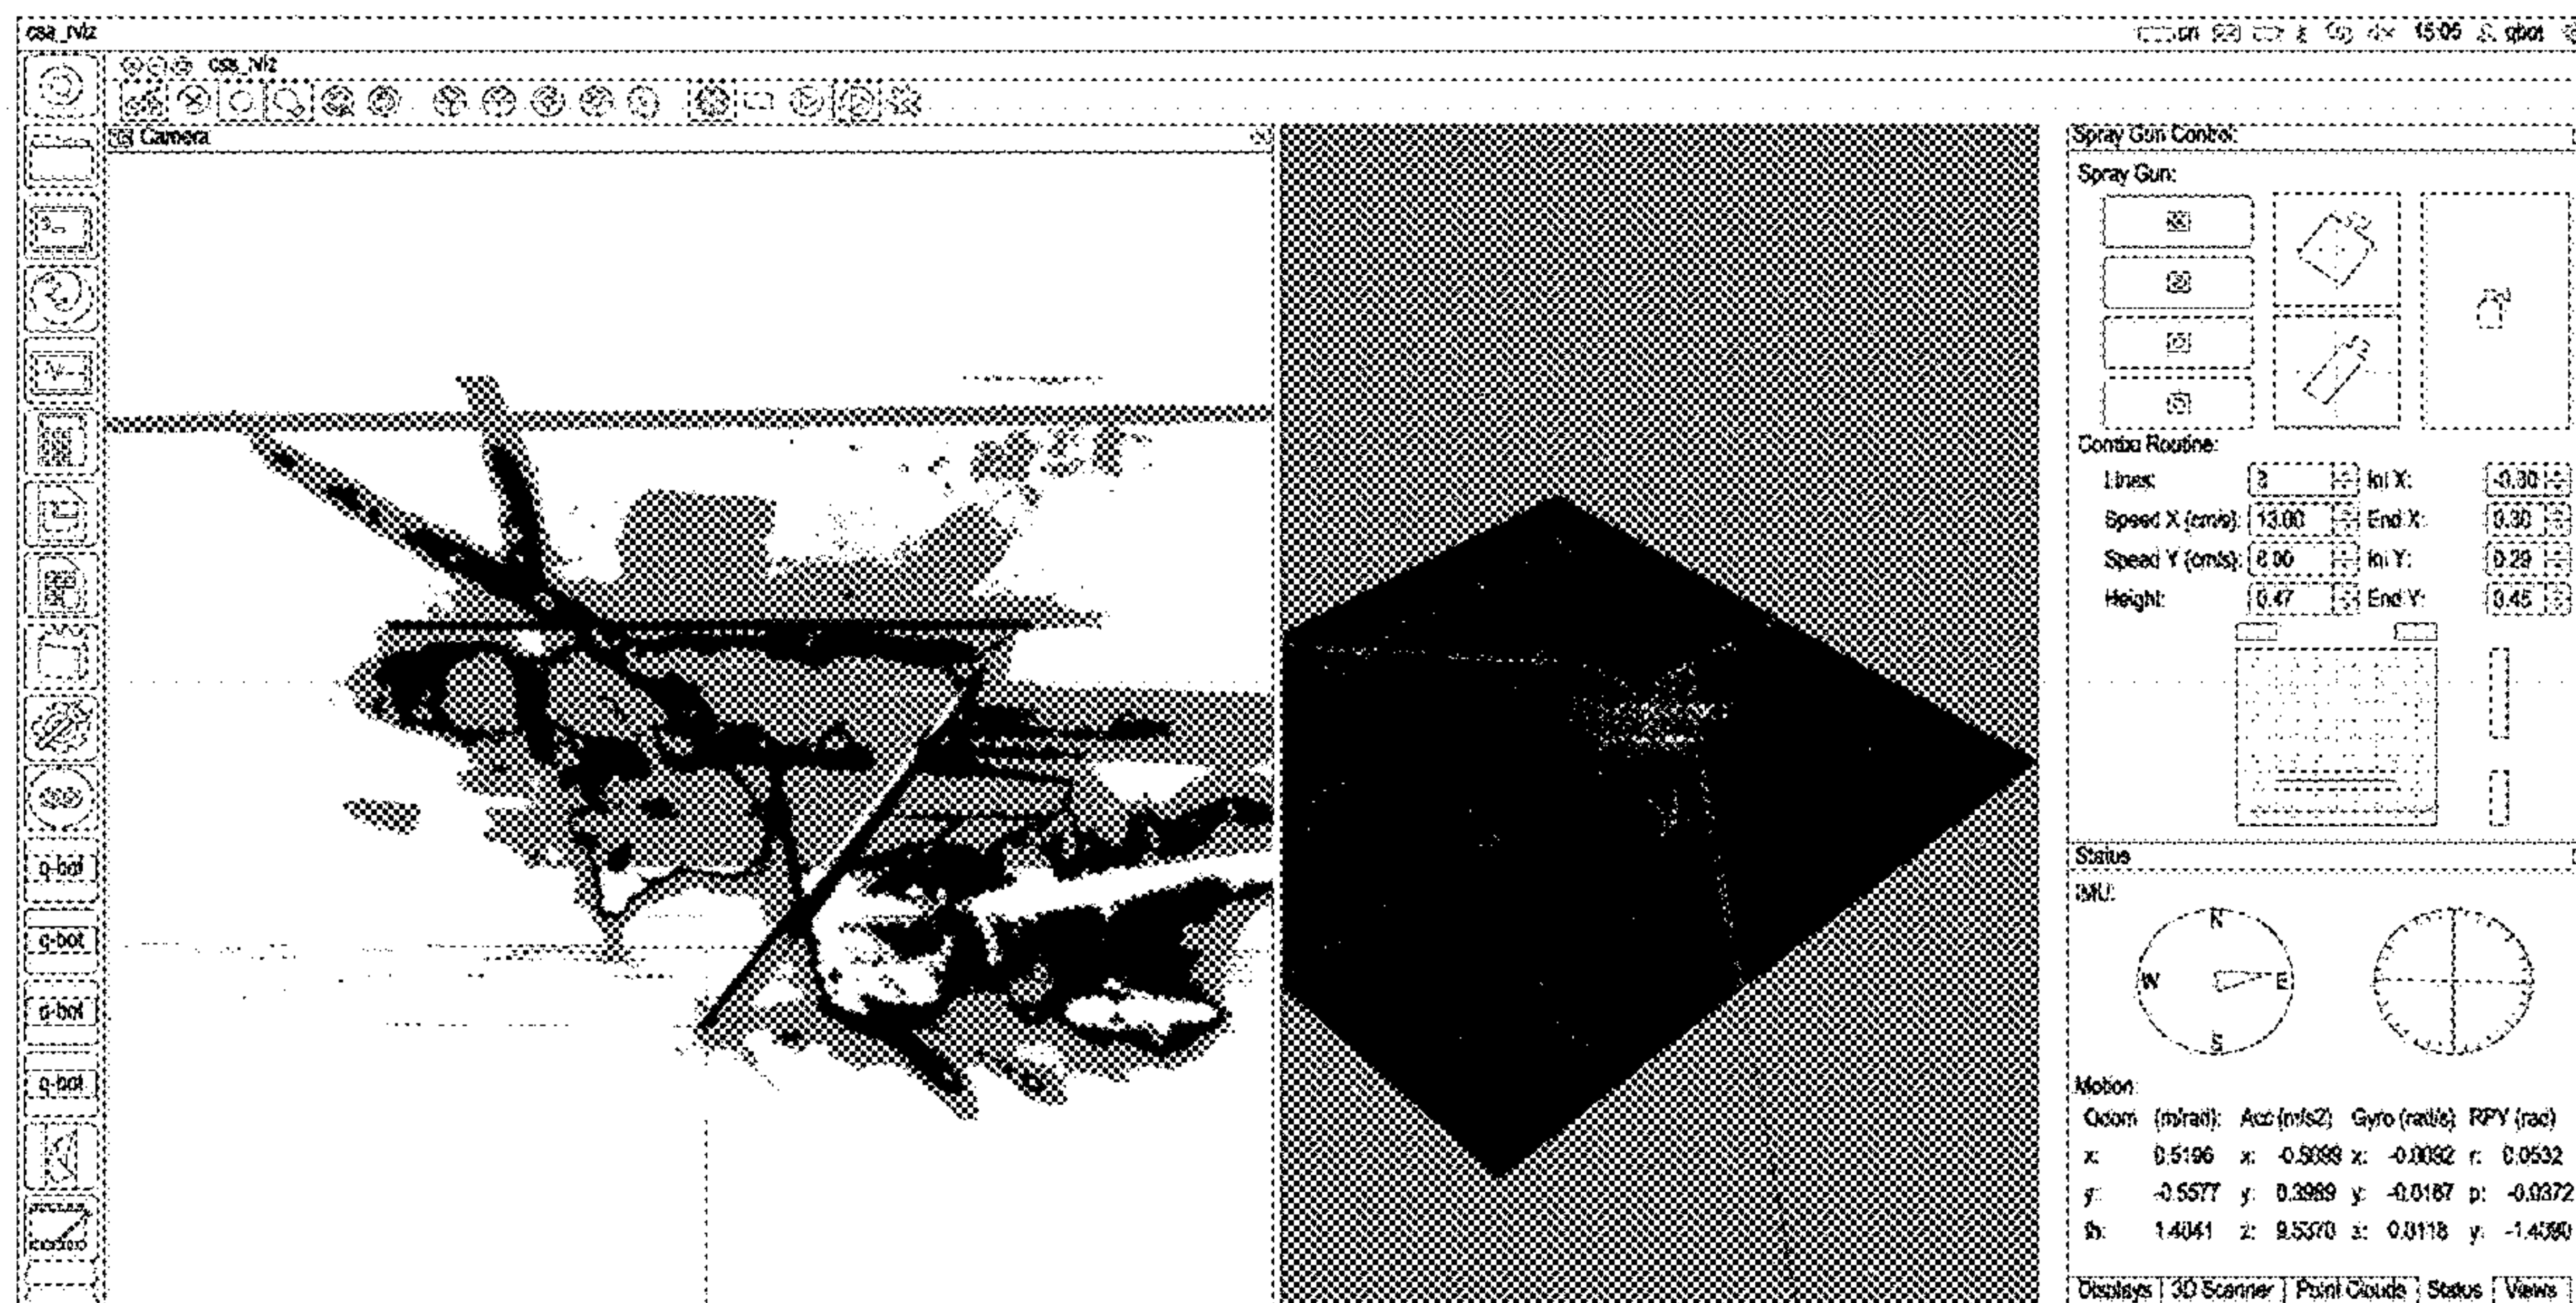 csa_rviz
15:05 qbot
csa_rviz
Camera
Spray Gun Control:
Spray Gun:
Control Routine:
Lines: 3 Ini X: -0.30
Speed X (cm/s): 13.00 End X: 0.30
Speed Y (cm/s): 6.00 Ini Y: 0.29
Height: 0.47 End Y: 0.45
q-bot
q-bot
q-bot
q-bot
Status
IMU:
N
W E
S
Motion:
Odom (m/rad): Acc (m/s2) Gyro (rad/s) RPY (rad)
x: 0.5196 x: -0.5099 x: -0.0092 r: 0.0532
y: -0.5577 y: 0.3989 y: -0.0187 p: -0.0372
th: 1.4041 z: 9.5370 z: 0.0118 y: -1.4090
Displays 3D Scanner Point Clouds Status Views